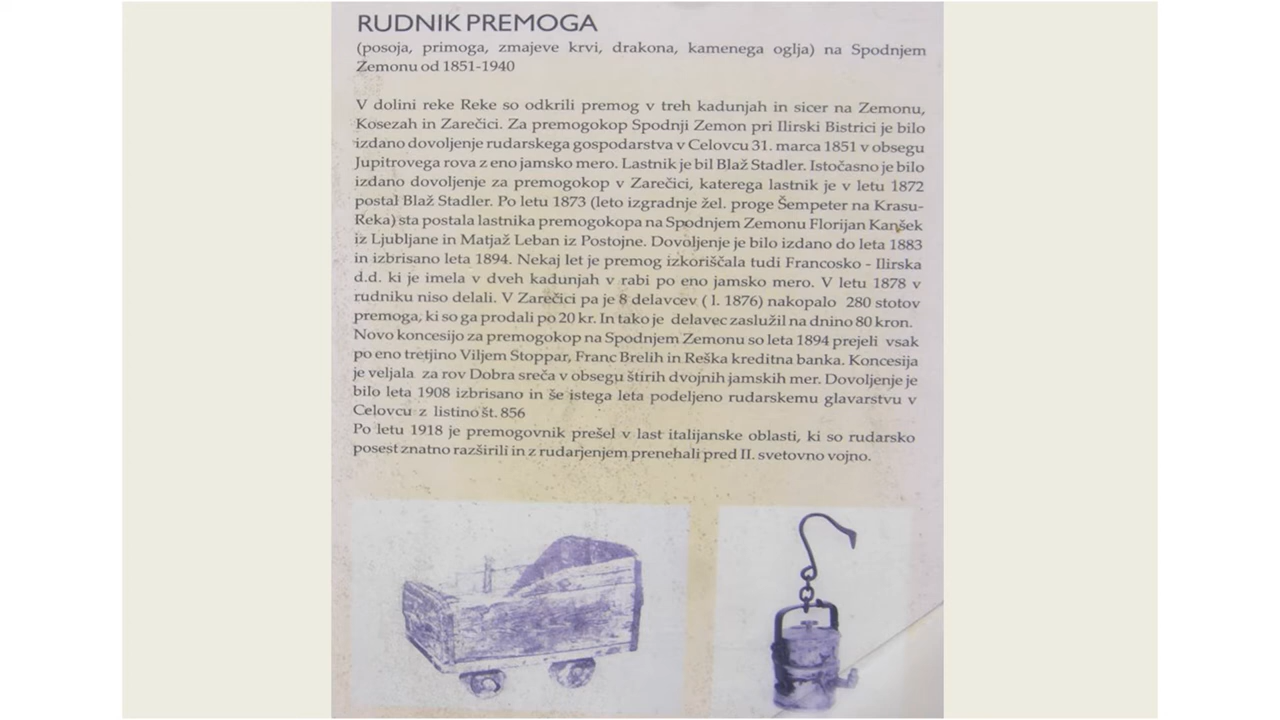 RUDNIK PREMOGA
(posoja, primoga, zmajeve krvi, drakona, kamenega oglja) na Spodnjem
Zemonu od 1851-1940
V dolini reke Reke so odkrili premog v treh kadunjah in sicer na Zemonu,
Kosezah in Zarečici. Za premogokop Spodnji Zemon pri Ilirski Bistrici je bilo
izdano dovoljenje rudarskega gospodarstva v Celovcu 31. marca 1851 v obsegu
Jupitrovega rova z eno jamsko mero. Lastnik je bil Blaž Stadler. Istočasno je bilo
izdano dovoljenje za premogokop v Zarečici, katerega lastnik je v letu 1872
postal Blaž Stadler. Po letu 1873 (leto izgradnje žel. proge Šempeter na Krasu-
Reka) sta postala lastnika premogokopa na Spodnjem Zemonu Florijan Kanšek
iz Ljubljane in Matjaž Leban iz Postojne. Dovoljenje je bilo izdano do leta 1883
in izbrisano leta 1894. Nekaj let je premog izkoriščala tudi Francosko - Ilirska
d.d. ki je imela v dveh kadunjah v rabi po eno jamsko mero. V letu 1878 v
rudniku niso delali. V Zarečici pa je 8 delavcev ( l. 1876) nakopalo 280 stotov
premoga, ki so ga prodali po 20 kr. In tako je delavec zaslužil na dnino 80 kron.
Novo koncesijo za premogokop na Spodnjem Zemonu so leta 1894 prejeli vsak
po eno tretjino Viljem Stoppar, Franc Brelih in Reška kreditna banka. Koncesija
je veljala za rov Dobra sreča v obsegu štirih dvojnih jamskih mer. Dovoljenje je
bilo leta 1908 izbrisano in še istega leta podeljeno rudarskemu glavarstvu v
Celovcu z listino št. 856
Po letu 1918 je premogovnik prešel v last italijanske oblasti, ki so rudarsko
posest znatno razširili in z rudarjenjem prenehali pred II. svetovno vojno.